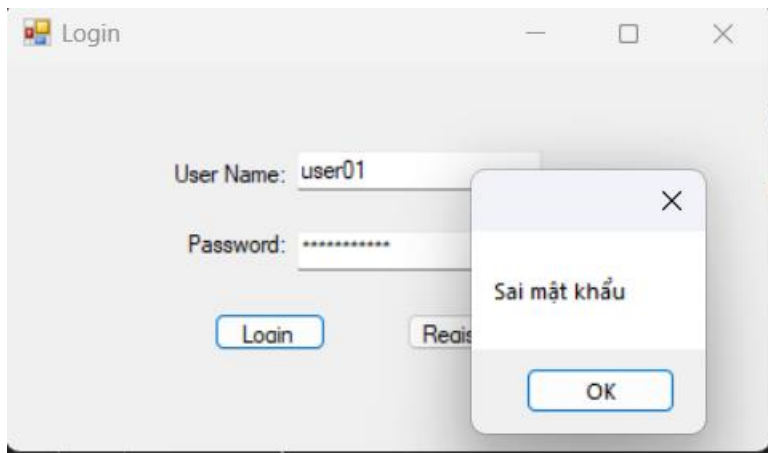 Login
User Name: user01
Password: ***********
Sai mật khẩu
Login
OK